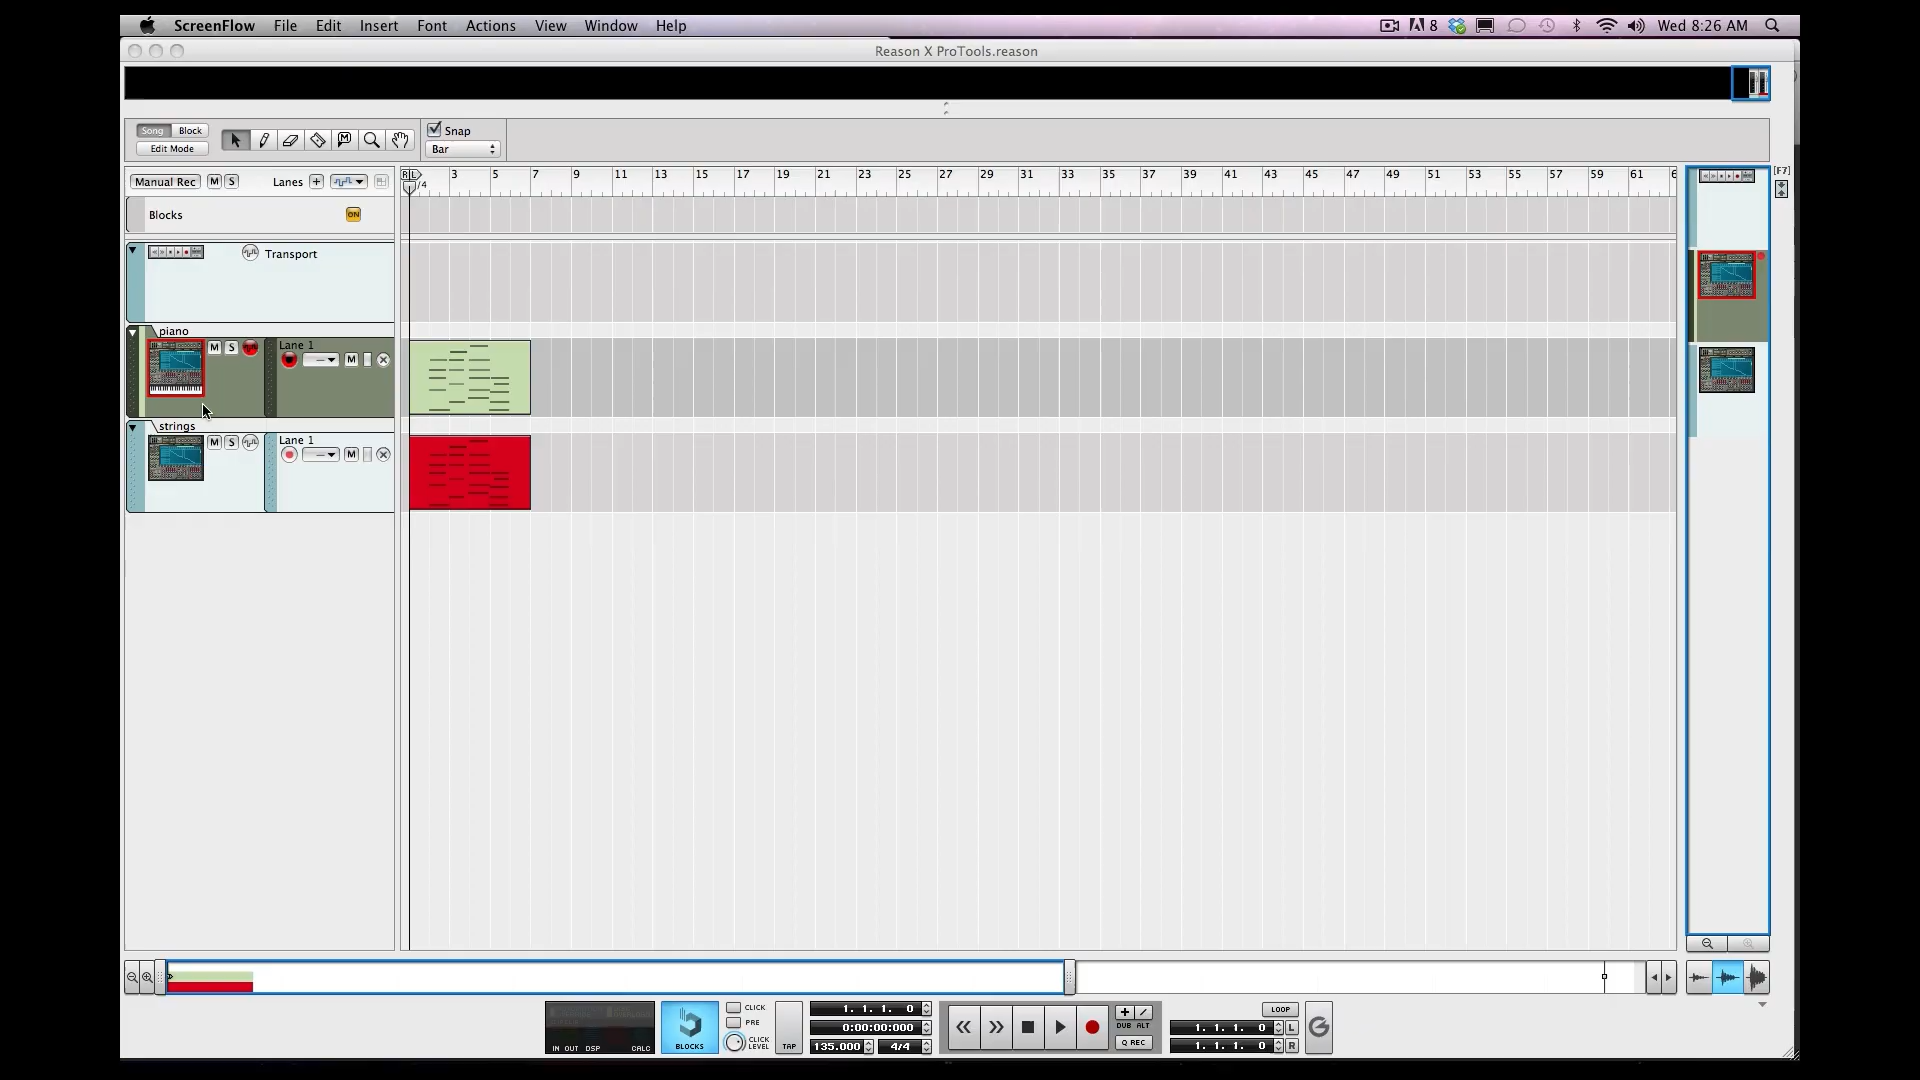 ScreenFlow File Edit Insert Font Actions View Window Help 8 Wed 8:26 AM
Reason X ProTools.reason
Song Block
Edit Mode
Snap
Bar
Manual Rec M S Lanes +
R L /4 3 5 7 9 11 13 15 17 19 21 23 25 27 29 31 33 35 37 39 41 43 45 47 49 51 53 55 57 59 61 6
[F7]
Blocks ON
Transport
piano
M S Lane 1
M
strings
M S Lane 1
M
BLOCKS
IN OUT DSP CALC
CLICK
PRE
CLICK
LEVEL
TAP
1. 1. 1. 0
0:00:00:000
135.000 4/4
DUB ALT
Q REC
LOOP
1. 1. 1. 0 L
1. 1. 1. 0 R